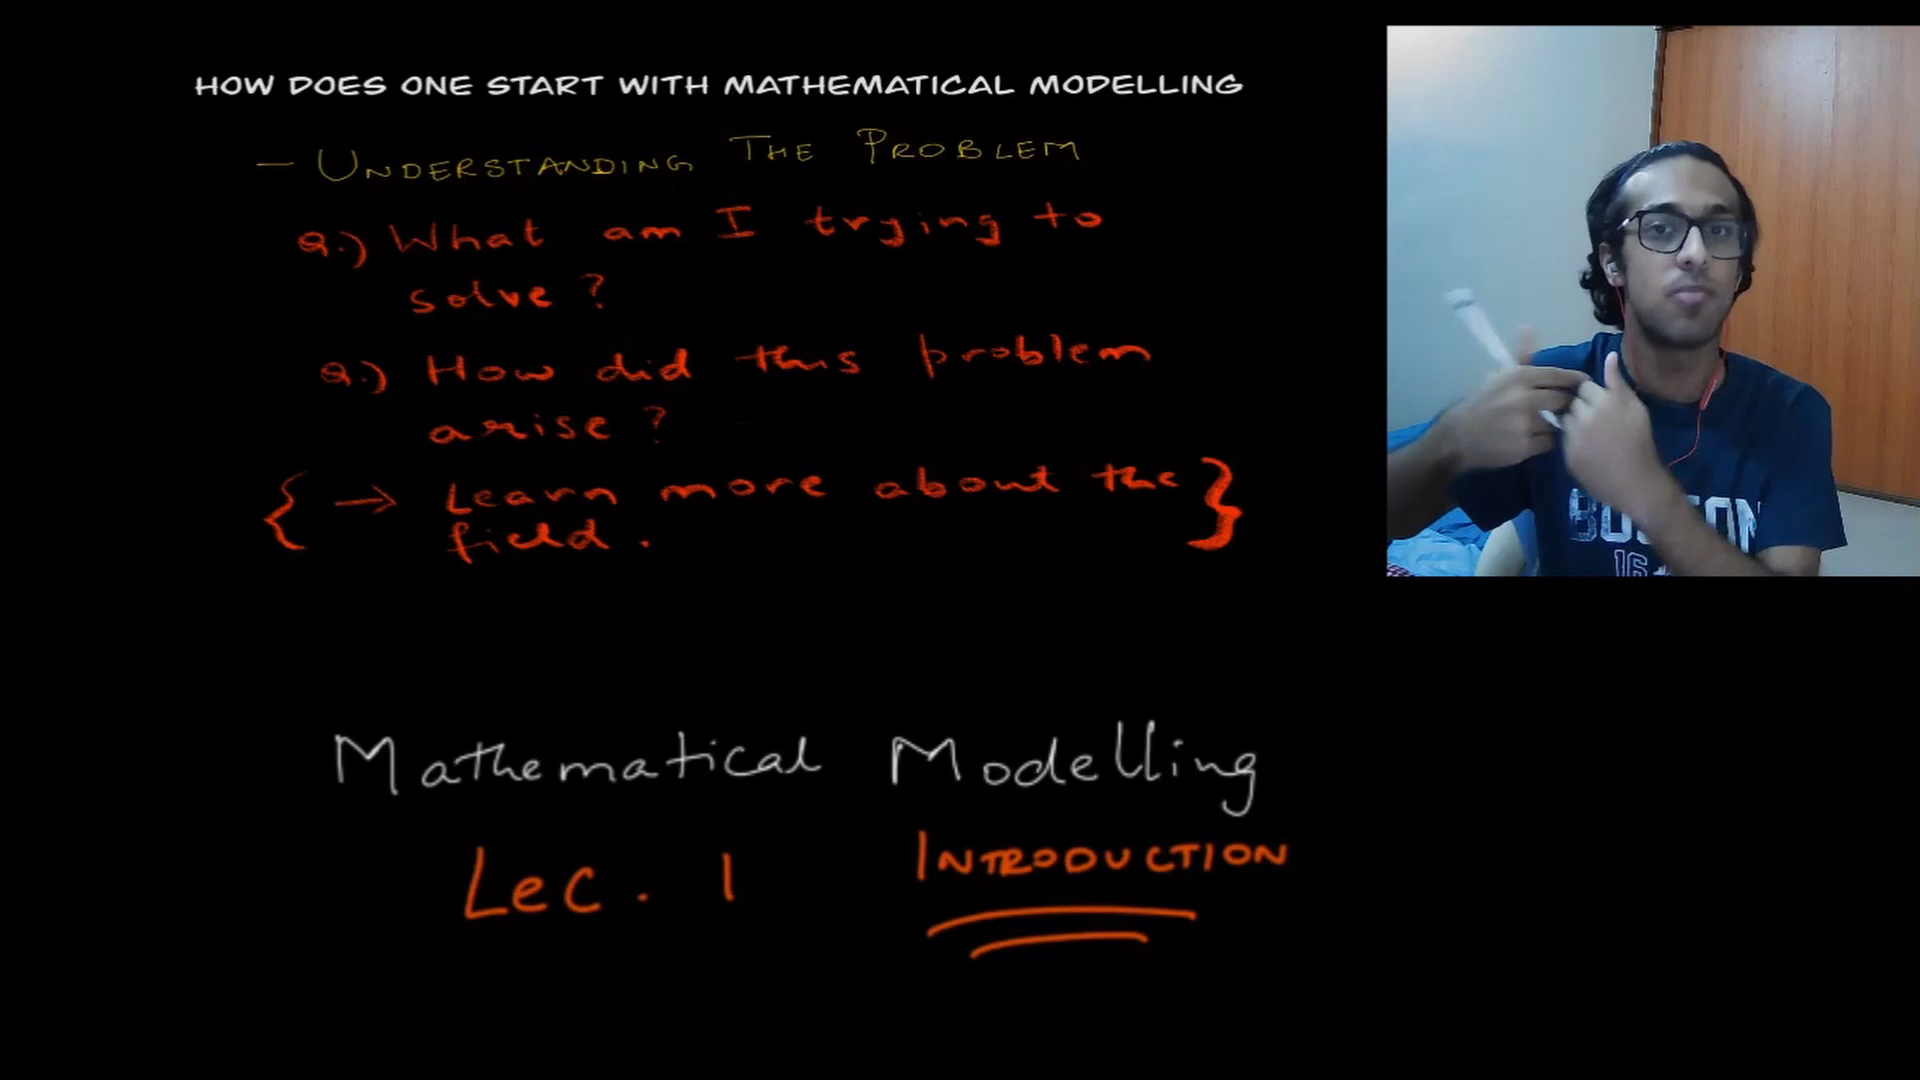 HOW DOES ONE START WITH MATHEMATICAL MODELLING
- UNDERSTANDING THE PROBLEM
Q.) What am I trying to
solve ?
Q.) How did this problem
arise ?
{ → Learn more about the }
field.
Mathematical Modelling
Lec. 1 INTRODUCTION
16